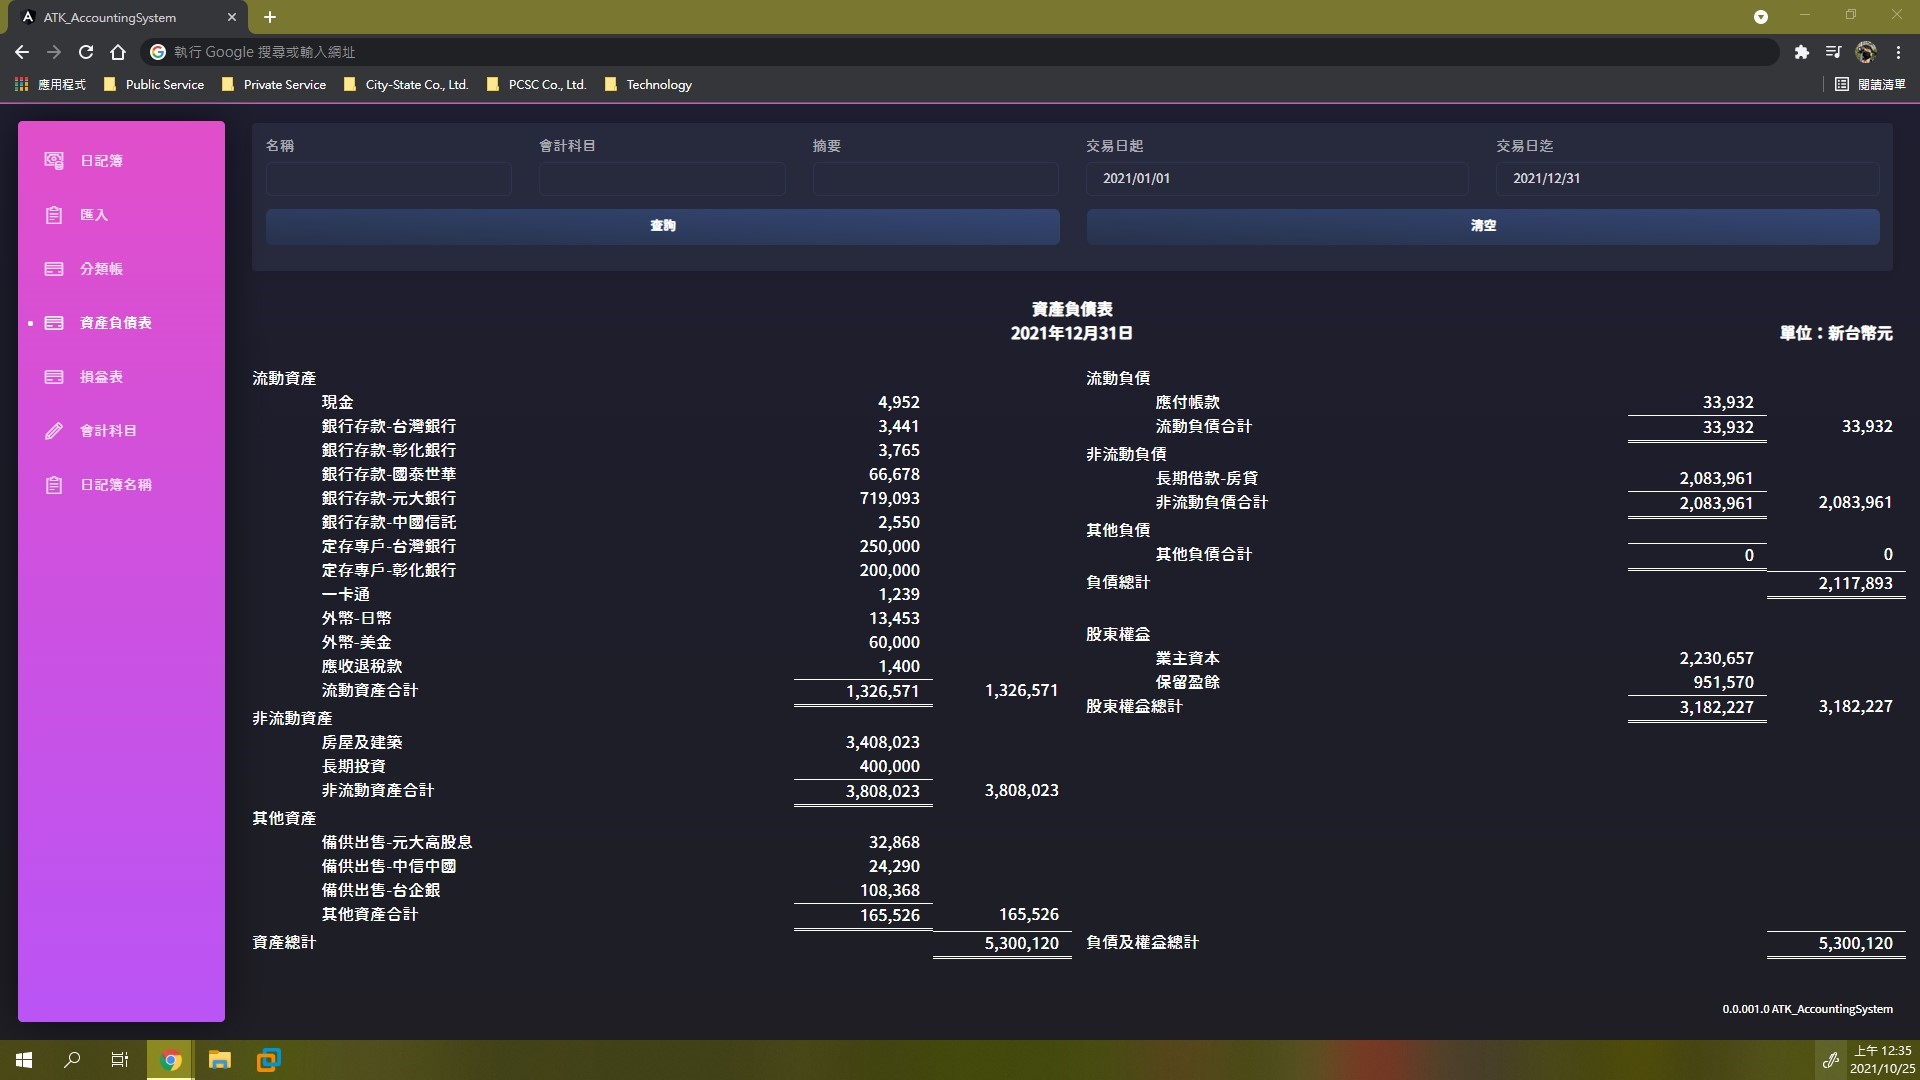 ATK_AccountingSystem
執行 Google 搜尋或輸入網址
應用程式 Public Service Private Service City-State Co., Ltd. PCSC Co., Ltd. Technology 閱讀清單
日記簿
匯入
分類帳
資產負債表
損益表
會計科目
日記簿名稱
名稱 會計科目 摘要 交易日起 交易日迄
2021/01/01 2021/12/31
查詢 清空
資產負債表
2021年12月31日 單位：新台幣元
流動資產
現金 4,952
銀行存款-台灣銀行 3,441
銀行存款-彰化銀行 3,765
銀行存款-國泰世華 66,678
銀行存款-元大銀行 719,093
銀行存款-中國信託 2,550
定存專戶-台灣銀行 250,000
定存專戶-彰化銀行 200,000
一卡通 1,239
外幣-日幣 13,453
外幣-美金 60,000
應收退稅款 1,400
流動資產合計 1,326,571 1,326,571
非流動資產
房屋及建築 3,408,023
長期投資 400,000
非流動資產合計 3,808,023 3,808,023
其他資產
備供出售-元大高股息 32,868
備供出售-中信中國 24,290
備供出售-台企銀 108,368
其他資產合計 165,526 165,526
資產總計 5,300,120
流動負債
應付帳款 33,932
流動負債合計 33,932 33,932
非流動負債
長期借款-房貸 2,083,961
非流動負債合計 2,083,961 2,083,961
其他負債
其他負債合計 0 0
負債總計 2,117,893
股東權益
業主資本 2,230,657
保留盈餘 951,570
股東權益總計 3,182,227 3,182,227
負債及權益總計 5,300,120
0.0.001.0 ATK_AccountingSystem
上午 12:35
2021/10/25